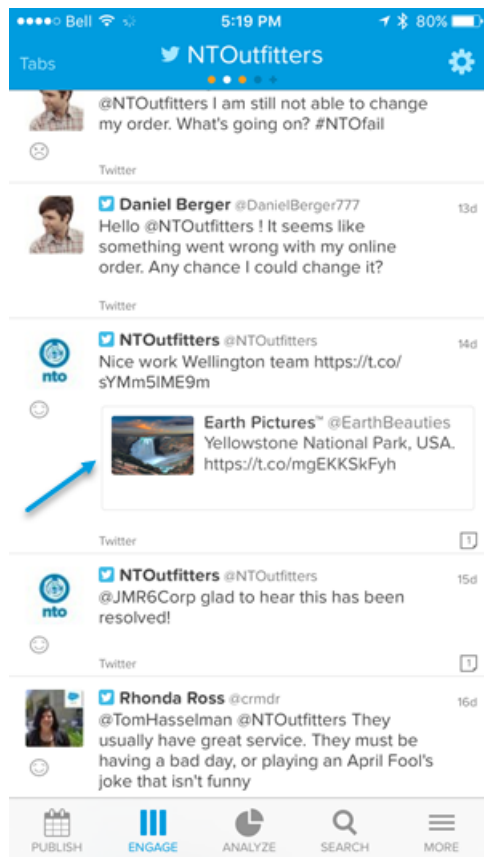 Bell 5:19 PM 80%
Tabs NTOutfitters
@NTOutfitters I am still not able to change
my order. What's going on? #NTOfail
Twitter
Daniel Berger @DanielBerger777 13d
Hello @NTOutfitters ! It seems like
something went wrong with my online
order. Any chance I could change it?
Twitter
nto
NTOutfitters @NTOutfitters 14d
Nice work Wellington team https://t.co/
sYMm5lME9m
Earth Pictures™ @EarthBeauties
Yellowstone National Park, USA.
https://t.co/mgEKKSkFyh
Twitter 1
nto
NTOutfitters @NTOutfitters 15d
@JMR6Corp glad to hear this has been
resolved!
Twitter 1
Rhonda Ross @crmdr 16d
@TomHasselman @NTOutfitters They
usually have great service. They must be
having a bad day, or playing an April Fool's
joke that isn't funny
PUBLISH ENGAGE ANALYZE SEARCH MORE